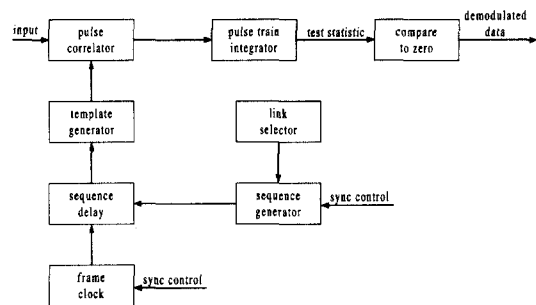 input
pulse
correlator
pulse train
integrator
test statistic
compare
to zero
demodulated
data
template
generator
link
selector
sequence
delay
sequence
generator
sync control
frame
clock
sync control